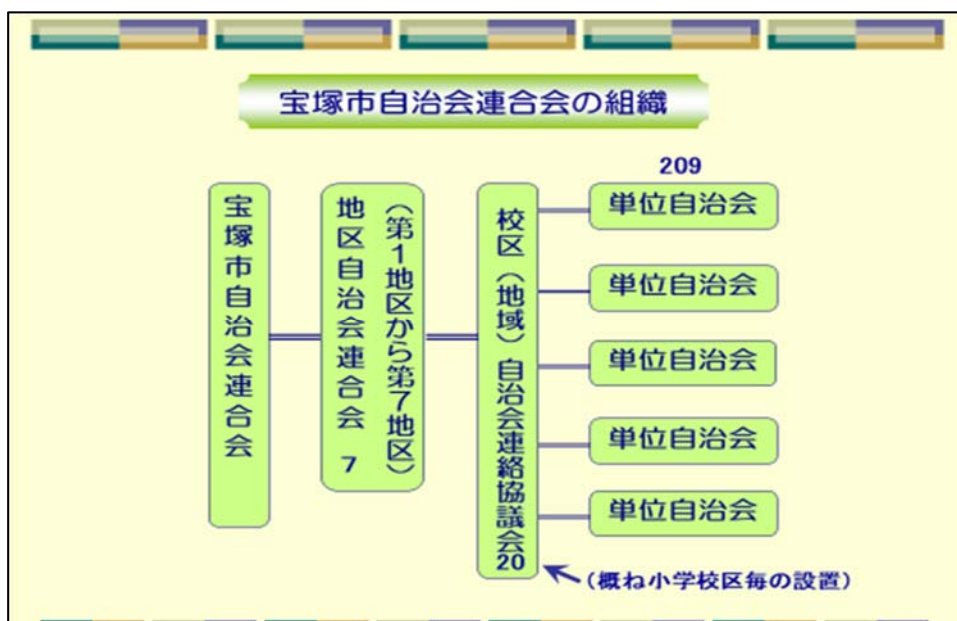 宝塚市自治会連合会の組織
宝塚市自治会連合会
地区自治会連合会 7
（第1地区から第7地区）
校区（地域）自治会連絡協議会20
209
単位自治会
単位自治会
単位自治会
単位自治会
単位自治会
（概ね小学校区毎の設置）